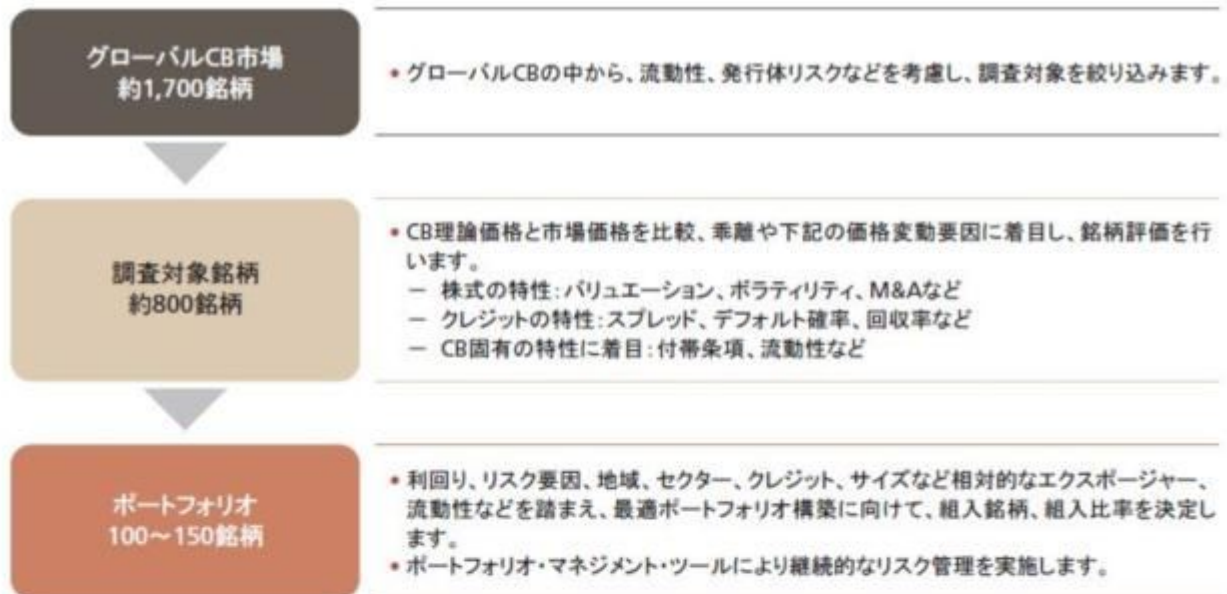 グローバルCB市場
約1,700銘柄
• グローバルCBの中から、流動性、発行体リスクなどを考慮し、調査対象を絞り込みます。
調査対象銘柄
約800銘柄
• CB理論価格と市場価格を比較、乖離や下記の価格変動要因に着目し、銘柄評価を行
います。
－ 株式の特性：バリュエーション、ボラティリティ、M&Aなど
－ クレジットの特性：スプレッド、デフォルト確率、回収率など
－ CB固有の特性に着目：付帯条項、流動性など
ポートフォリオ
100～150銘柄
• 利回り、リスク要因、地域、セクター、クレジット、サイズなど相対的なエクスポージャー、
流動性などを踏まえ、最適ポートフォリオ構築に向けて、組入銘柄、組入比率を決定し
ます。
• ポートフォリオ・マネジメント・ツールにより継続的なリスク管理を実施します。